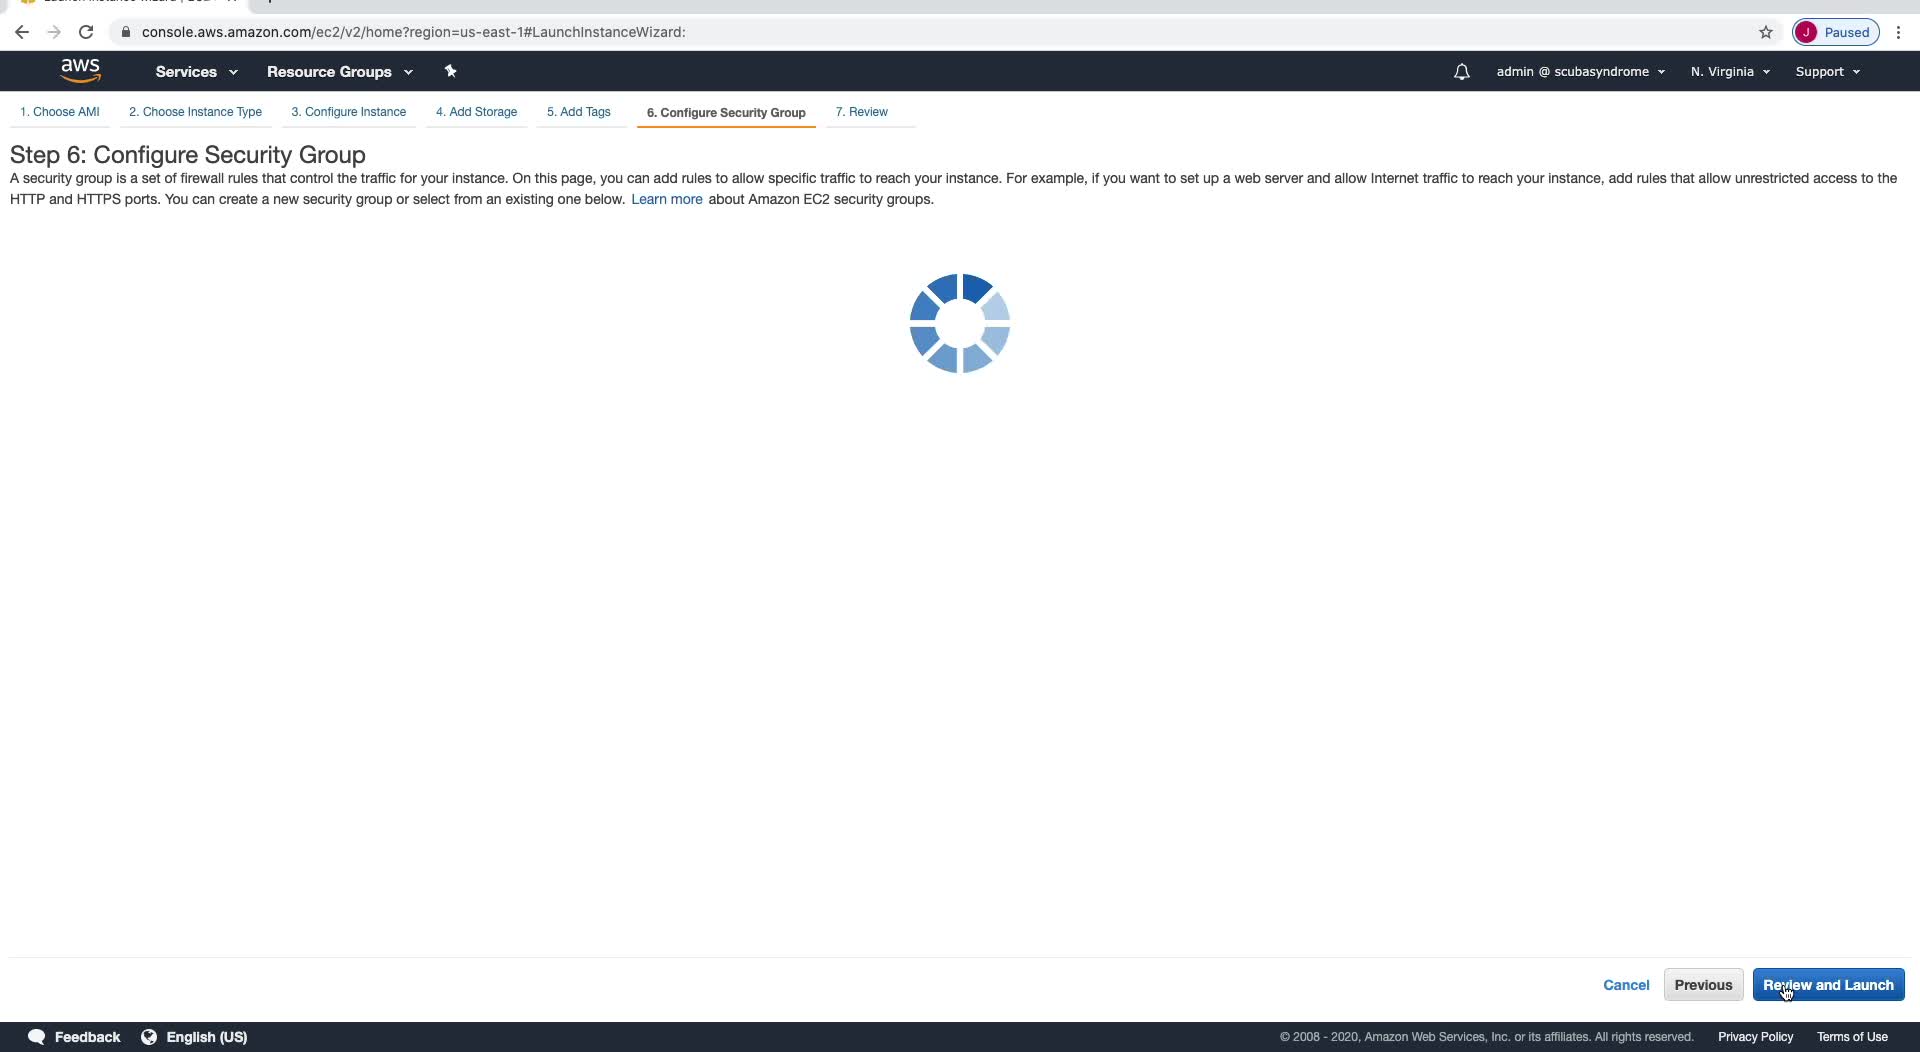 console.aws.amazon.com/ec2/v2/home?region=us-east-1#LaunchInstanceWizard:
J Paused
aws Services Resource Groups admin @ scubasyndrome N. Virginia Support
1. Choose AMI 2. Choose Instance Type 3. Configure Instance 4. Add Storage 5. Add Tags 6. Configure Security Group 7. Review
Step 6: Configure Security Group
A security group is a set of firewall rules that control the traffic for your instance. On this page, you can add rules to allow specific traffic to reach your instance. For example, if you want to set up a web server and allow Internet traffic to reach your instance, add rules that allow unrestricted access to the
HTTP and HTTPS ports. You can create a new security group or select from an existing one below. Learn more about Amazon EC2 security groups.
Cancel Previous Review and Launch
Feedback English (US) © 2008 - 2020, Amazon Web Services, Inc. or its affiliates. All rights reserved. Privacy Policy Terms of Use